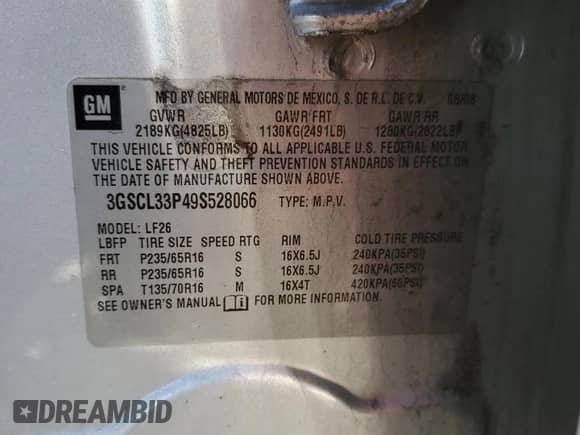 GM
MFD BY GENERAL MOTORS DE MEXICO, S. DE R.L. DE C.V. 08/08
GVWR GAWR FRT GAWR RR
2189KG(4825LB) 1130KG(2491LB) 1280KG(2822LB)
THIS VEHICLE CONFORMS TO ALL APPLICABLE U.S. FEDERAL MOTOR
VEHICLE SAFETY AND THEFT PREVENTION STANDARDS IN EFFECT ON
THE DATE OF MANUFACTURE SHOWN ABOVE.
3GSCL33P49S528066 TYPE: M.P.V.
MODEL: LF26
LBFP TIRE SIZE SPEED RTG RIM COLD TIRE PRESSURE
FRT P235/65R16 S 16X6.5J 240KPA(35PSI)
RR P235/65R16 S 16X6.5J 240KPA(35PSI)
SPA T135/70R16 M 16X4T 420KPA(60PSI)
SEE OWNER'S MANUAL FOR MORE INFORMATION.
DREAMBID